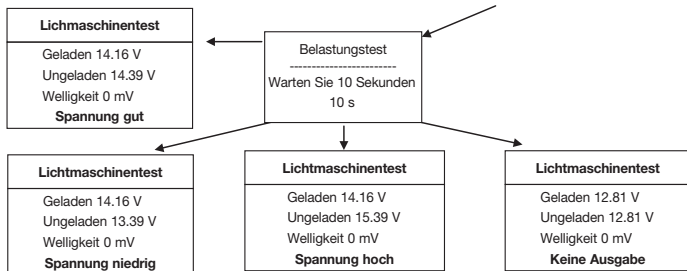 Lichmaschinentest
Geladen 14.16 V
Ungeladen 14.39 V
Welligkeit 0 mV
Spannung gut
Belastungstest
------------------------
Warten Sie 10 Sekunden
10 s
Lichtmaschinentest
Geladen 14.16 V
Ungeladen 13.39 V
Welligkeit 0 mV
Spannung niedrig
Lichtmaschinentest
Geladen 14.16 V
Ungeladen 15.39 V
Welligkeit 0 mV
Spannung hoch
Lichtmaschinentest
Geladen 12.81 V
Ungeladen 12.81 V
Welligkeit 0 mV
Keine Ausgabe